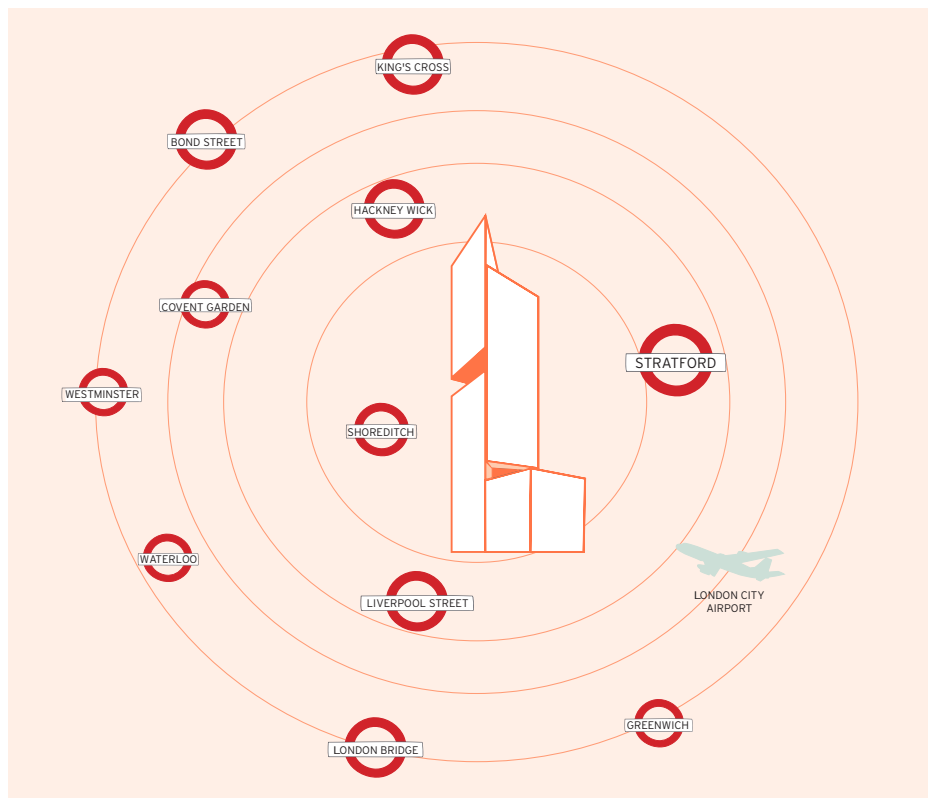 KING'S CROSS
BOND STREET
HACKNEY WICK
COVENT GARDEN
STRATFORD
WESTMINSTER
SHOREDITCH
WATERLOO
LONDON CITY
AIRPORT
LIVERPOOL STREET
GREENWICH
LONDON BRIDGE